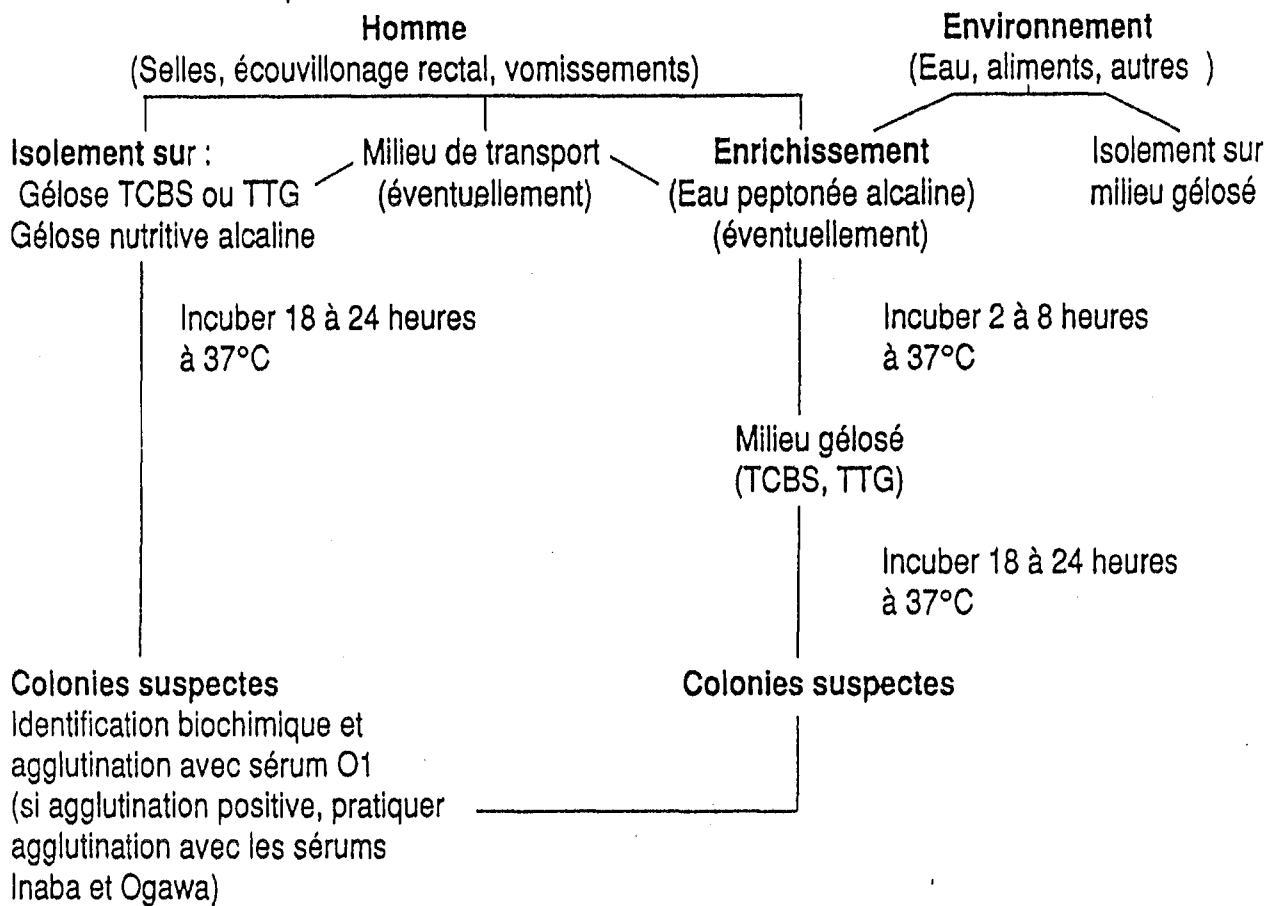 Homme
(Selles, écouvillonage rectal, vomissements)
Environnement
(Eau, aliments, autres )
Isolement sur :
Gélose TCBS ou TTG
Gélose nutritive alcaline
Milieu de transport
(éventuellement)
Enrichissement
(Eau peptonée alcaline)
(éventuellement)
Isolement sur
milieu gélosé
Incuber 18 à 24 heures
à 37°C
Incuber 2 à 8 heures
à 37°C
Milieu gélosé
(TCBS, TTG)
Incuber 18 à 24 heures
à 37°C
Colonies suspectes
Identification biochimique et
agglutination avec sérum O1
(si agglutination positive, pratiquer
agglutination avec les sérums
Inaba et Ogawa)
Colonies suspectes